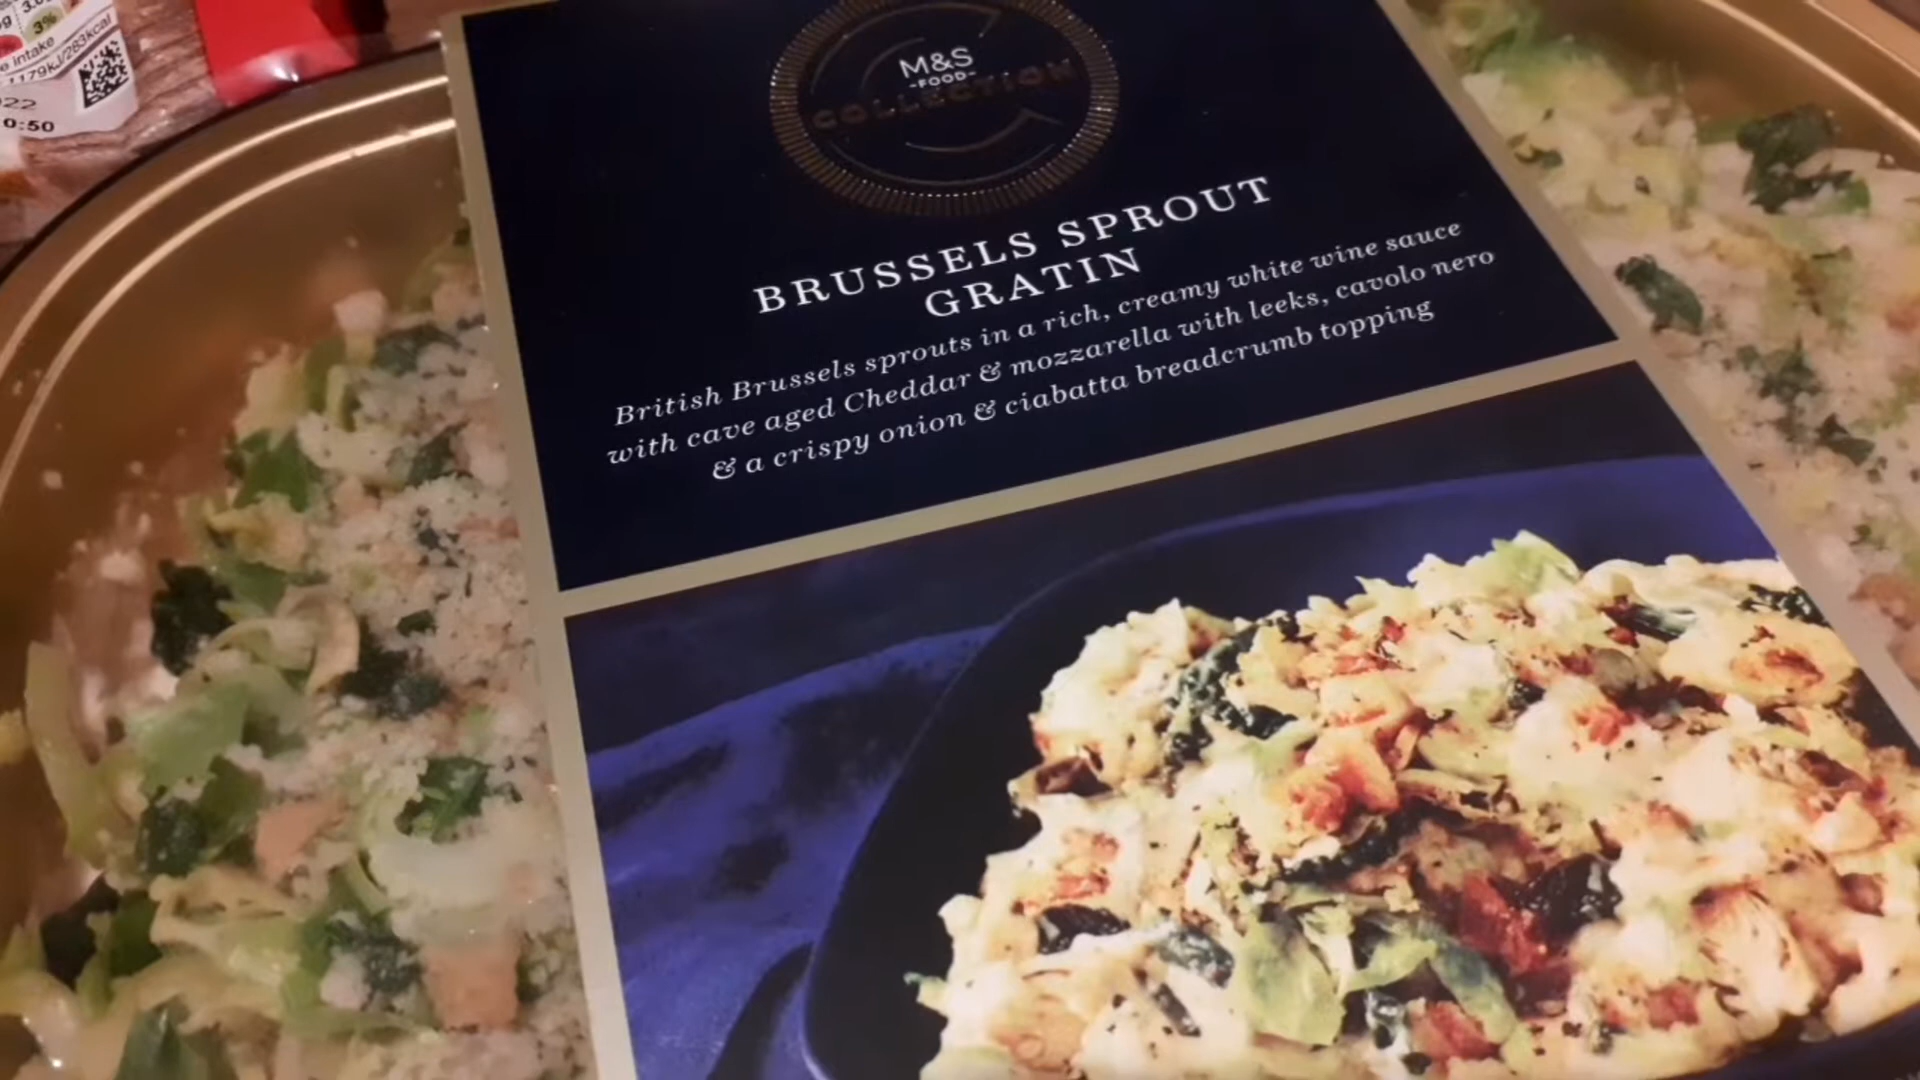 3%
e intake
1179kJ/283kcal
22
0:50
M&S
-FOOD-
COLLECTION
BRUSSELS SPROUT
GRATIN
British Brussels sprouts in a rich, creamy white wine sauce
with cave aged Cheddar & mozzarella with leeks, cavolo nero
& a crispy onion & ciabatta breadcrumb topping